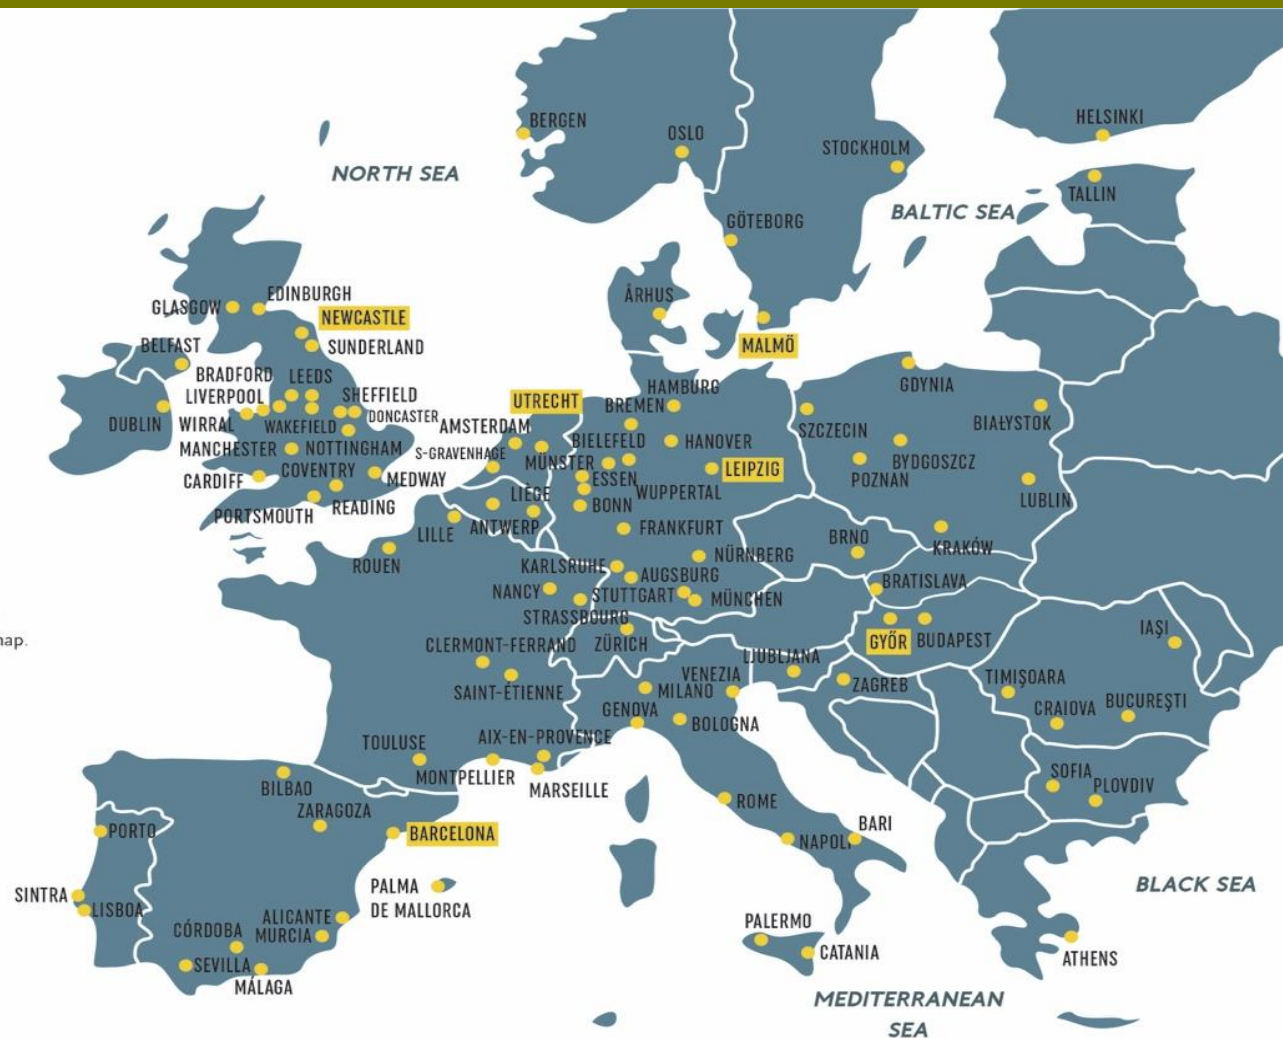 BERGEN
OSLO
HELSINKI
STOCKHOLM
NORTH SEA
TALLIN
BALTIC SEA
GÖTEBORG
ÅRHUS
EDINBURGH
GLASGOW
NEWCASTLE
MALMÖ
BELFAST
SUNDERLAND
BRADFORD
LEEDS
HAMBURG
GDYNIA
LIVERPOOL
SHEFFIELD
UTRECHT
BREMEN
DUBLIN
WIRRAL
WAKEFIELD
DONCASTER
AMSTERDAM
BIELEFELD
HANOVER
SZCZECIN
BIAŁYSTOK
MANCHESTER
NOTTINGHAM
S-GRAVENHAGE
MÜNSTER
LEIPZIG
BYDGOSZCZ
CARDIFF
COVENTRY
MEDWAY
ESSEN
POZNAŃ
LIÈGE
WUPPERTAL
LUBLIN
PORTSMOUTH
READING
BONN
LILLE
ANTWERP
FRANKFURT
BRNO
KRAKÓW
ROUEN
NÜRNBERG
KARLSRUHE
AUGSBURG
BRATISLAVA
NANCY
STUTTGART
MÜNCHEN
STRASSBOURG
IAŞI
nap.
CLERMONT-FERRAND
ZÜRICH
GYŐR
BUDAPEST
LJUBLJANA
VENEZIA
TIMIŞOARA
SAINT-ÉTIENNE
MILANO
ZAGREB
GENOVA
BOLOGNA
CRAIOVA
BUCUREŞTI
TOULUSE
AIX-EN-PROVENCE
MONTPELLIER
SOFIA
BILBAO
MARSEILLE
PLOVDIV
ZARAGOZA
ROME
PORTO
BARCELONA
NAPOLI
BARI
SINTRA
PALMA
DE MALLORCA
BLACK SEA
LISBOA
ALICANTE
CÓRDOBA
MURCIA
PALERMO
SEVILLA
CATANIA
ATHENS
MÁLAGA
MEDITERRANEAN
SEA